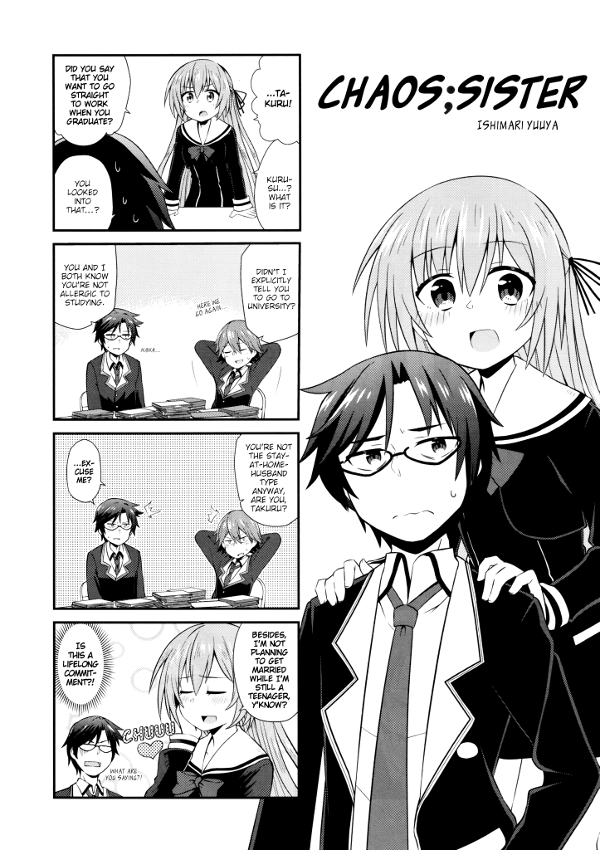 CHAOS;SISTER
ISHIMARI YUUYA
...TA-
KURU!
DID YOU SAY
THAT YOU
WANT TO GO
STRAIGHT
TO WORK
WHEN YOU
GRADUATE?
KURU-
SU...?
WHAT
IS IT?
YOU
LOOKED
INTO
THAT...?
DIDN'T I
EXPLICITLY
TELL YOU
TO GO TO
UNIVERSITY?
HERE WE
GO AGAIN...
YOU AND I
BOTH KNOW
YOU'RE NOT
ALLERGIC TO
STUDYING.
YOU'RE NOT
THE STAY-
AT-HOME-
HUSBAND
TYPE
ANYWAY,
ARE YOU,
TAKURU?
...EX-
CUSE
ME?
BESIDES,
I'M NOT
PLANNING
TO GET
MARRIED
WHILE I'M
STILL A
TEENAGER,
Y'KNOW?
CHUUU
IS
THIS A
LIFELONG
COMMIT-
MENT?!
WHAT ARE
YOU SAYING?!